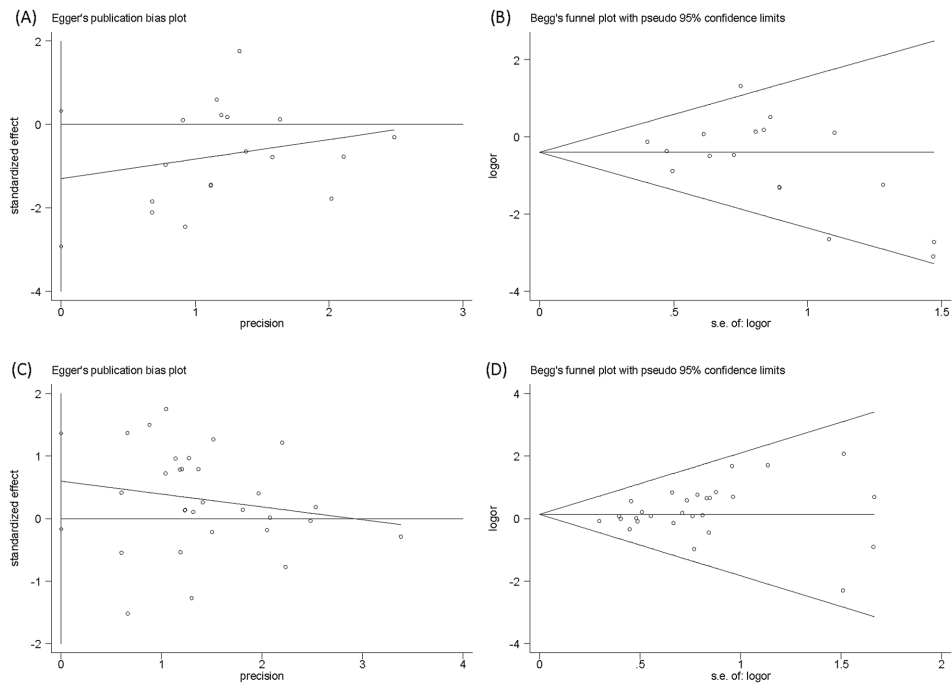 (A) Egger's publication bias plot
2
0
-2
-4
standardized effect
0 1 2 3
precision
(B) Begg's funnel plot with pseudo 95% confidence limits
2
0
-2
-4
logor
0 .5 1 1.5
s.e. of: logor
(C) Egger's publication bias plot
2
1
0
-1
-2
standardized effect
0 1 2 3 4
precision
(D) Begg's funnel plot with pseudo 95% confidence limits
4
2
0
-2
-4
logor
0 .5 1 1.5 2
s.e. of: logor